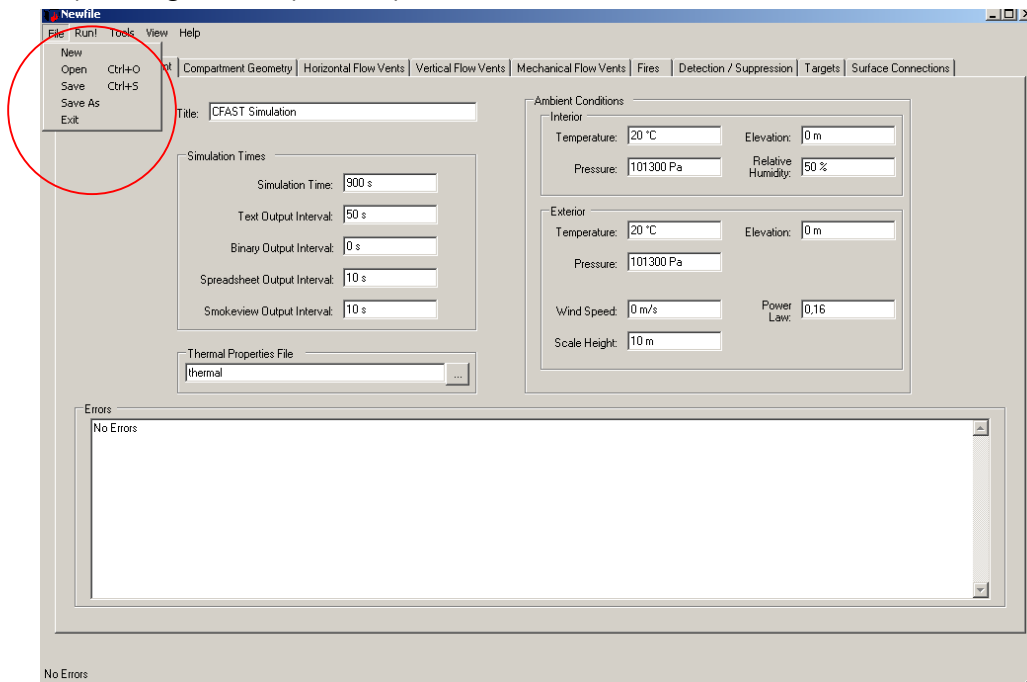 Newfile
File Run! Tools View Help
New
Open Ctrl+O
Save Ctrl+S
Save As
Exit
Compartment Geometry Horizontal Flow Vents Vertical Flow Vents Mechanical Flow Vents Fires Detection / Suppression Targets Surface Connections
Title: CFAST Simulation
Simulation Times
Simulation Time: 900 s
Text Output Interval: 50 s
Binary Output Interval: 0 s
Spreadsheet Output Interval: 10 s
Smokeview Output Interval: 10 s
Thermal Properties File
thermal
...
Ambient Conditions
Interior
Temperature: 20 °C Elevation: 0 m
Pressure: 101300 Pa Relative Humidity: 50 %
Exterior
Temperature: 20 °C Elevation: 0 m
Pressure: 101300 Pa
Wind Speed: 0 m/s Power Law: 0,16
Scale Height: 10 m
Errors
No Errors
No Errors